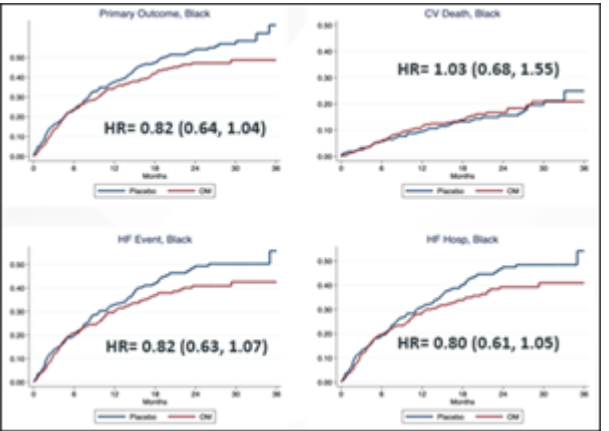 Primary Outcome, Black
0.50
0.40
0.30
0.20
0.10
0.00
HR= 0.82 (0.64, 1.04)
0 6 12 18 24 30 36
Months
Placebo OM
CV Death, Black
0.50
0.40
0.30
0.20
0.10
0.00
HR= 1.03 (0.68, 1.55)
0 6 12 18 24 30 36
Months
Placebo OM
HF Event, Black
0.50
0.40
0.30
0.20
0.10
0.00
HR= 0.82 (0.63, 1.07)
0 6 12 18 24 30 36
Months
Placebo OM
HF Hosp, Black
0.50
0.40
0.30
0.20
0.10
0.00
HR= 0.80 (0.61, 1.05)
0 6 12 18 24 30 36
Months
Placebo OM